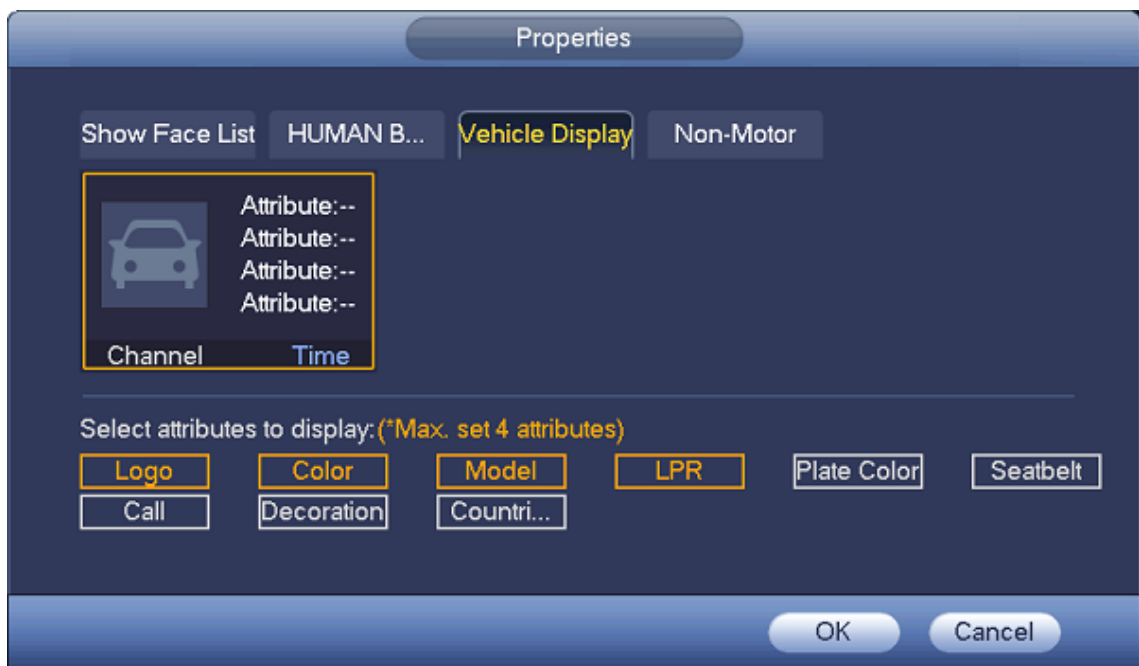 Properties
Show Face List HUMAN B... Vehicle Display Non-Motor
Attribute:--
Attribute:--
Attribute:--
Attribute:--
Channel Time
Select attributes to display:(*Max. set 4 attributes)
Logo Color Model LPR Plate Color Seatbelt
Call Decoration Countri...
OK Cancel